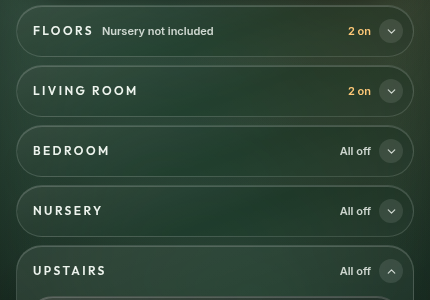 FLOORS Nursery not included 2 on
LIVING ROOM 2 on
BEDROOM All off
NURSERY All off
UPSTAIRS All off